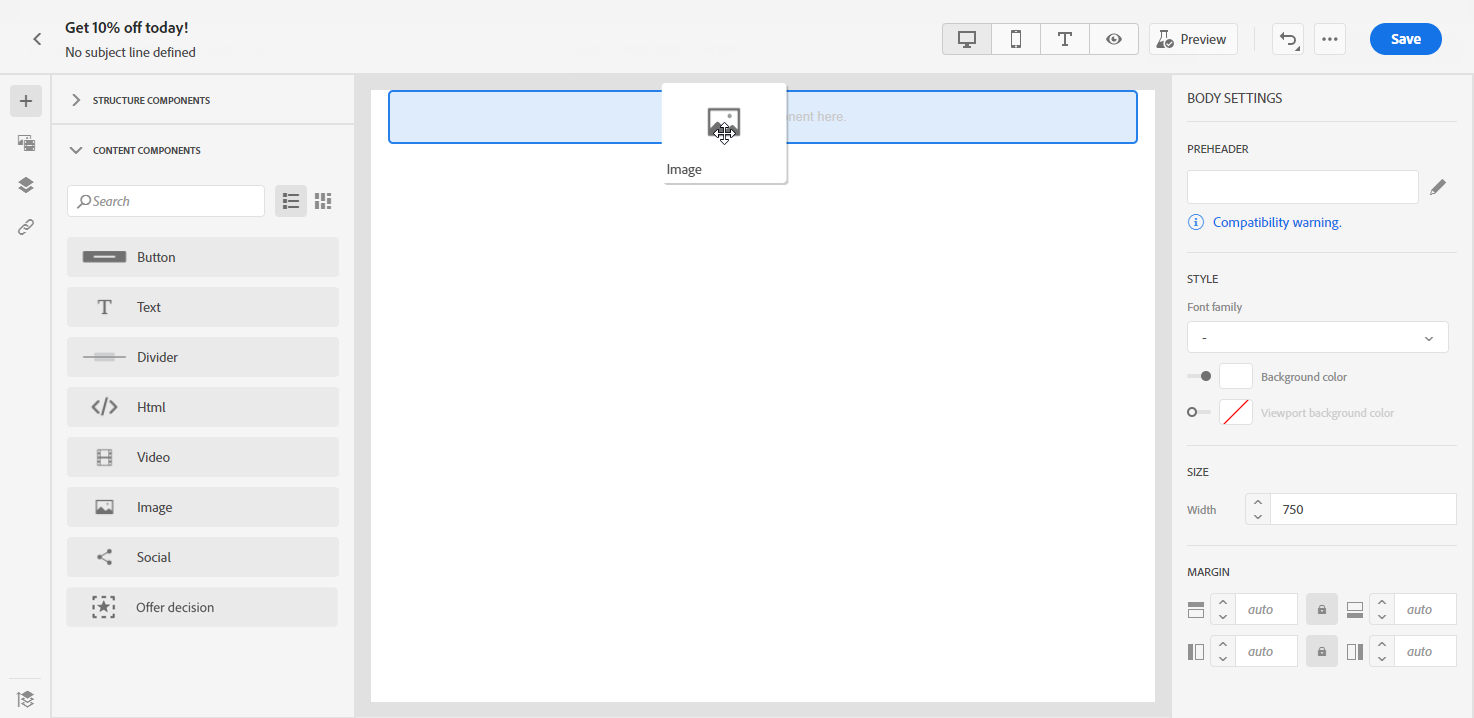 Get 10% off today!
No subject line defined
Preview
Save
STRUCTURE COMPONENTS
CONTENT COMPONENTS
Search
Button
Text
Divider
Html
Video
Image
Social
Offer decision
here.
Image
BODY SETTINGS
PREHEADER
Compatibility warning.
STYLE
Font family
-
Background color
Viewport background color
SIZE
Width
750
MARGIN
auto
auto
auto
auto